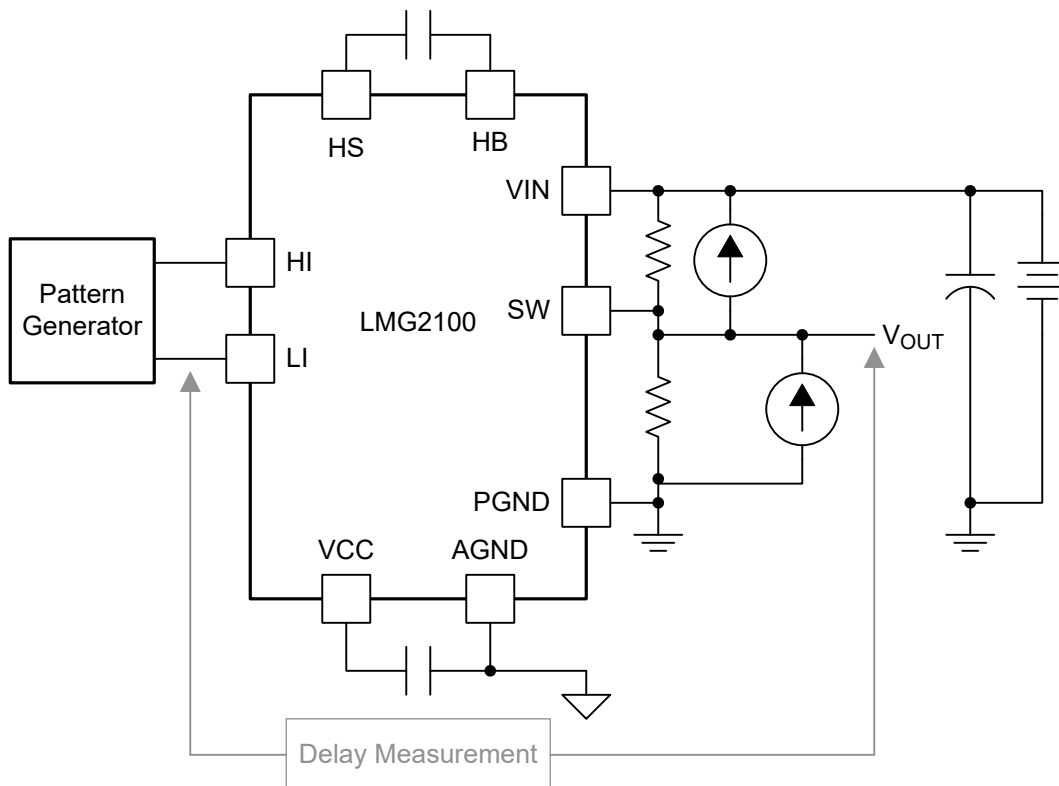 HS
HB
VIN
Pattern
Generator
HI
LMG2100
SW
VOUT
LI
PGND
VCC
AGND
Delay Measurement